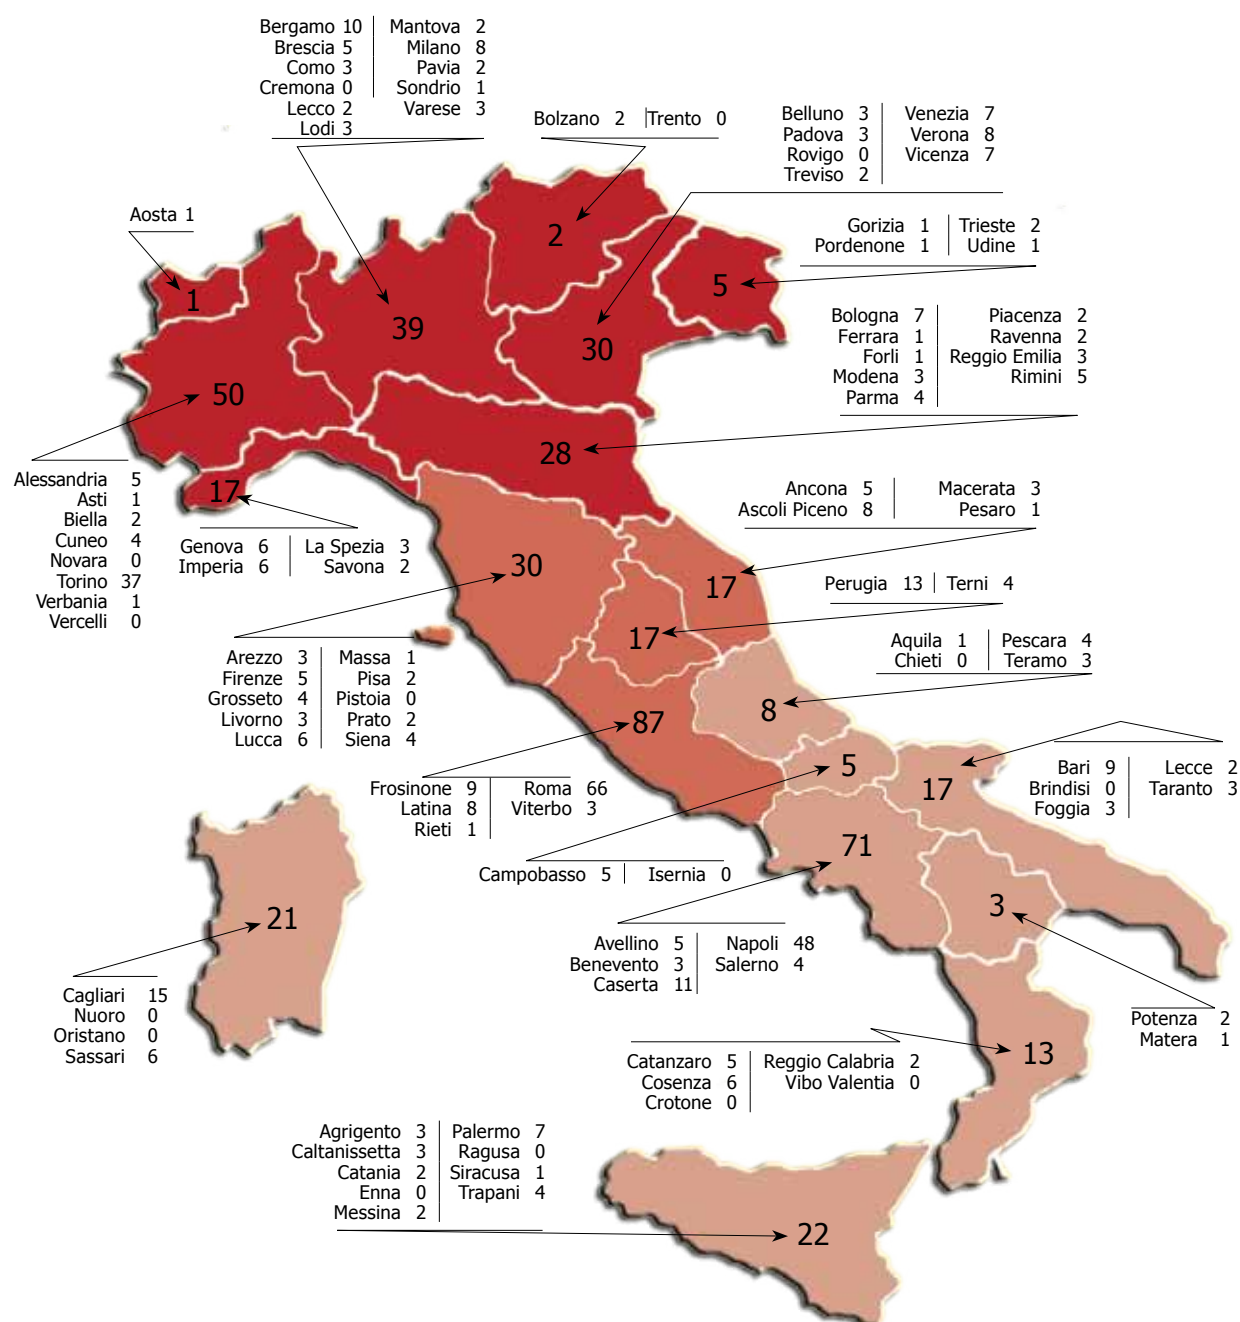 Bergamo 10 Mantova 2
Brescia 5 Milano 8
Como 3 Pavia 2
Cremona 0 Sondrio 1
Lecco 2 Varese 3
Lodi 3
Bolzano 2 Trento 0
Belluno 3 Venezia 7
Padova 3 Verona 8
Rovigo 0 Vicenza 7
Treviso 2
Aosta 1
Gorizia 1 Trieste 2
Pordenone 1 Udine 1
2
5
1
39
30
Bologna 7 Piacenza 2
Ferrara 1 Ravenna 2
Forli 1 Reggio Emilia 3
Modena 3 Rimini 5
Parma 4
50
28
17
Alessandria 5
Asti 1
Biella 2
Cuneo 4
Novara 0
Torino 37
Verbania 1
Vercelli 0
Genova 6 La Spezia 3
Imperia 6 Savona 2
Ancona 5 Macerata 3
Ascoli Piceno 8 Pesaro 1
30
17
Perugia 13 Terni 4
17
Aquila 1 Pescara 4
Chieti 0 Teramo 3
Arezzo 3 Massa 1
Firenze 5 Pisa 2
Grosseto 4 Pistoia 0
Livorno 3 Prato 2
Lucca 6 Siena 4
8
87
5
17
Bari 9 Lecce 2
Brindisi 0 Taranto 3
Foggia 3
Frosinone 9 Roma 66
Latina 8 Viterbo 3
Rieti 1
71
Campobasso 5 Isernia 0
3
21
Avellino 5 Napoli 48
Benevento 3 Salerno 4
Caserta 11
Cagliari 15
Nuoro 0
Oristano 0
Sassari 6
Potenza 2
Matera 1
13
Catanzaro 5 Reggio Calabria 2
Cosenza 6 Vibo Valentia 0
Crotone 0
Agrigento 3 Palermo 7
Caltanissetta 3 Ragusa 0
Catania 2 Siracusa 1
Enna 0 Trapani 4
Messina 2
22